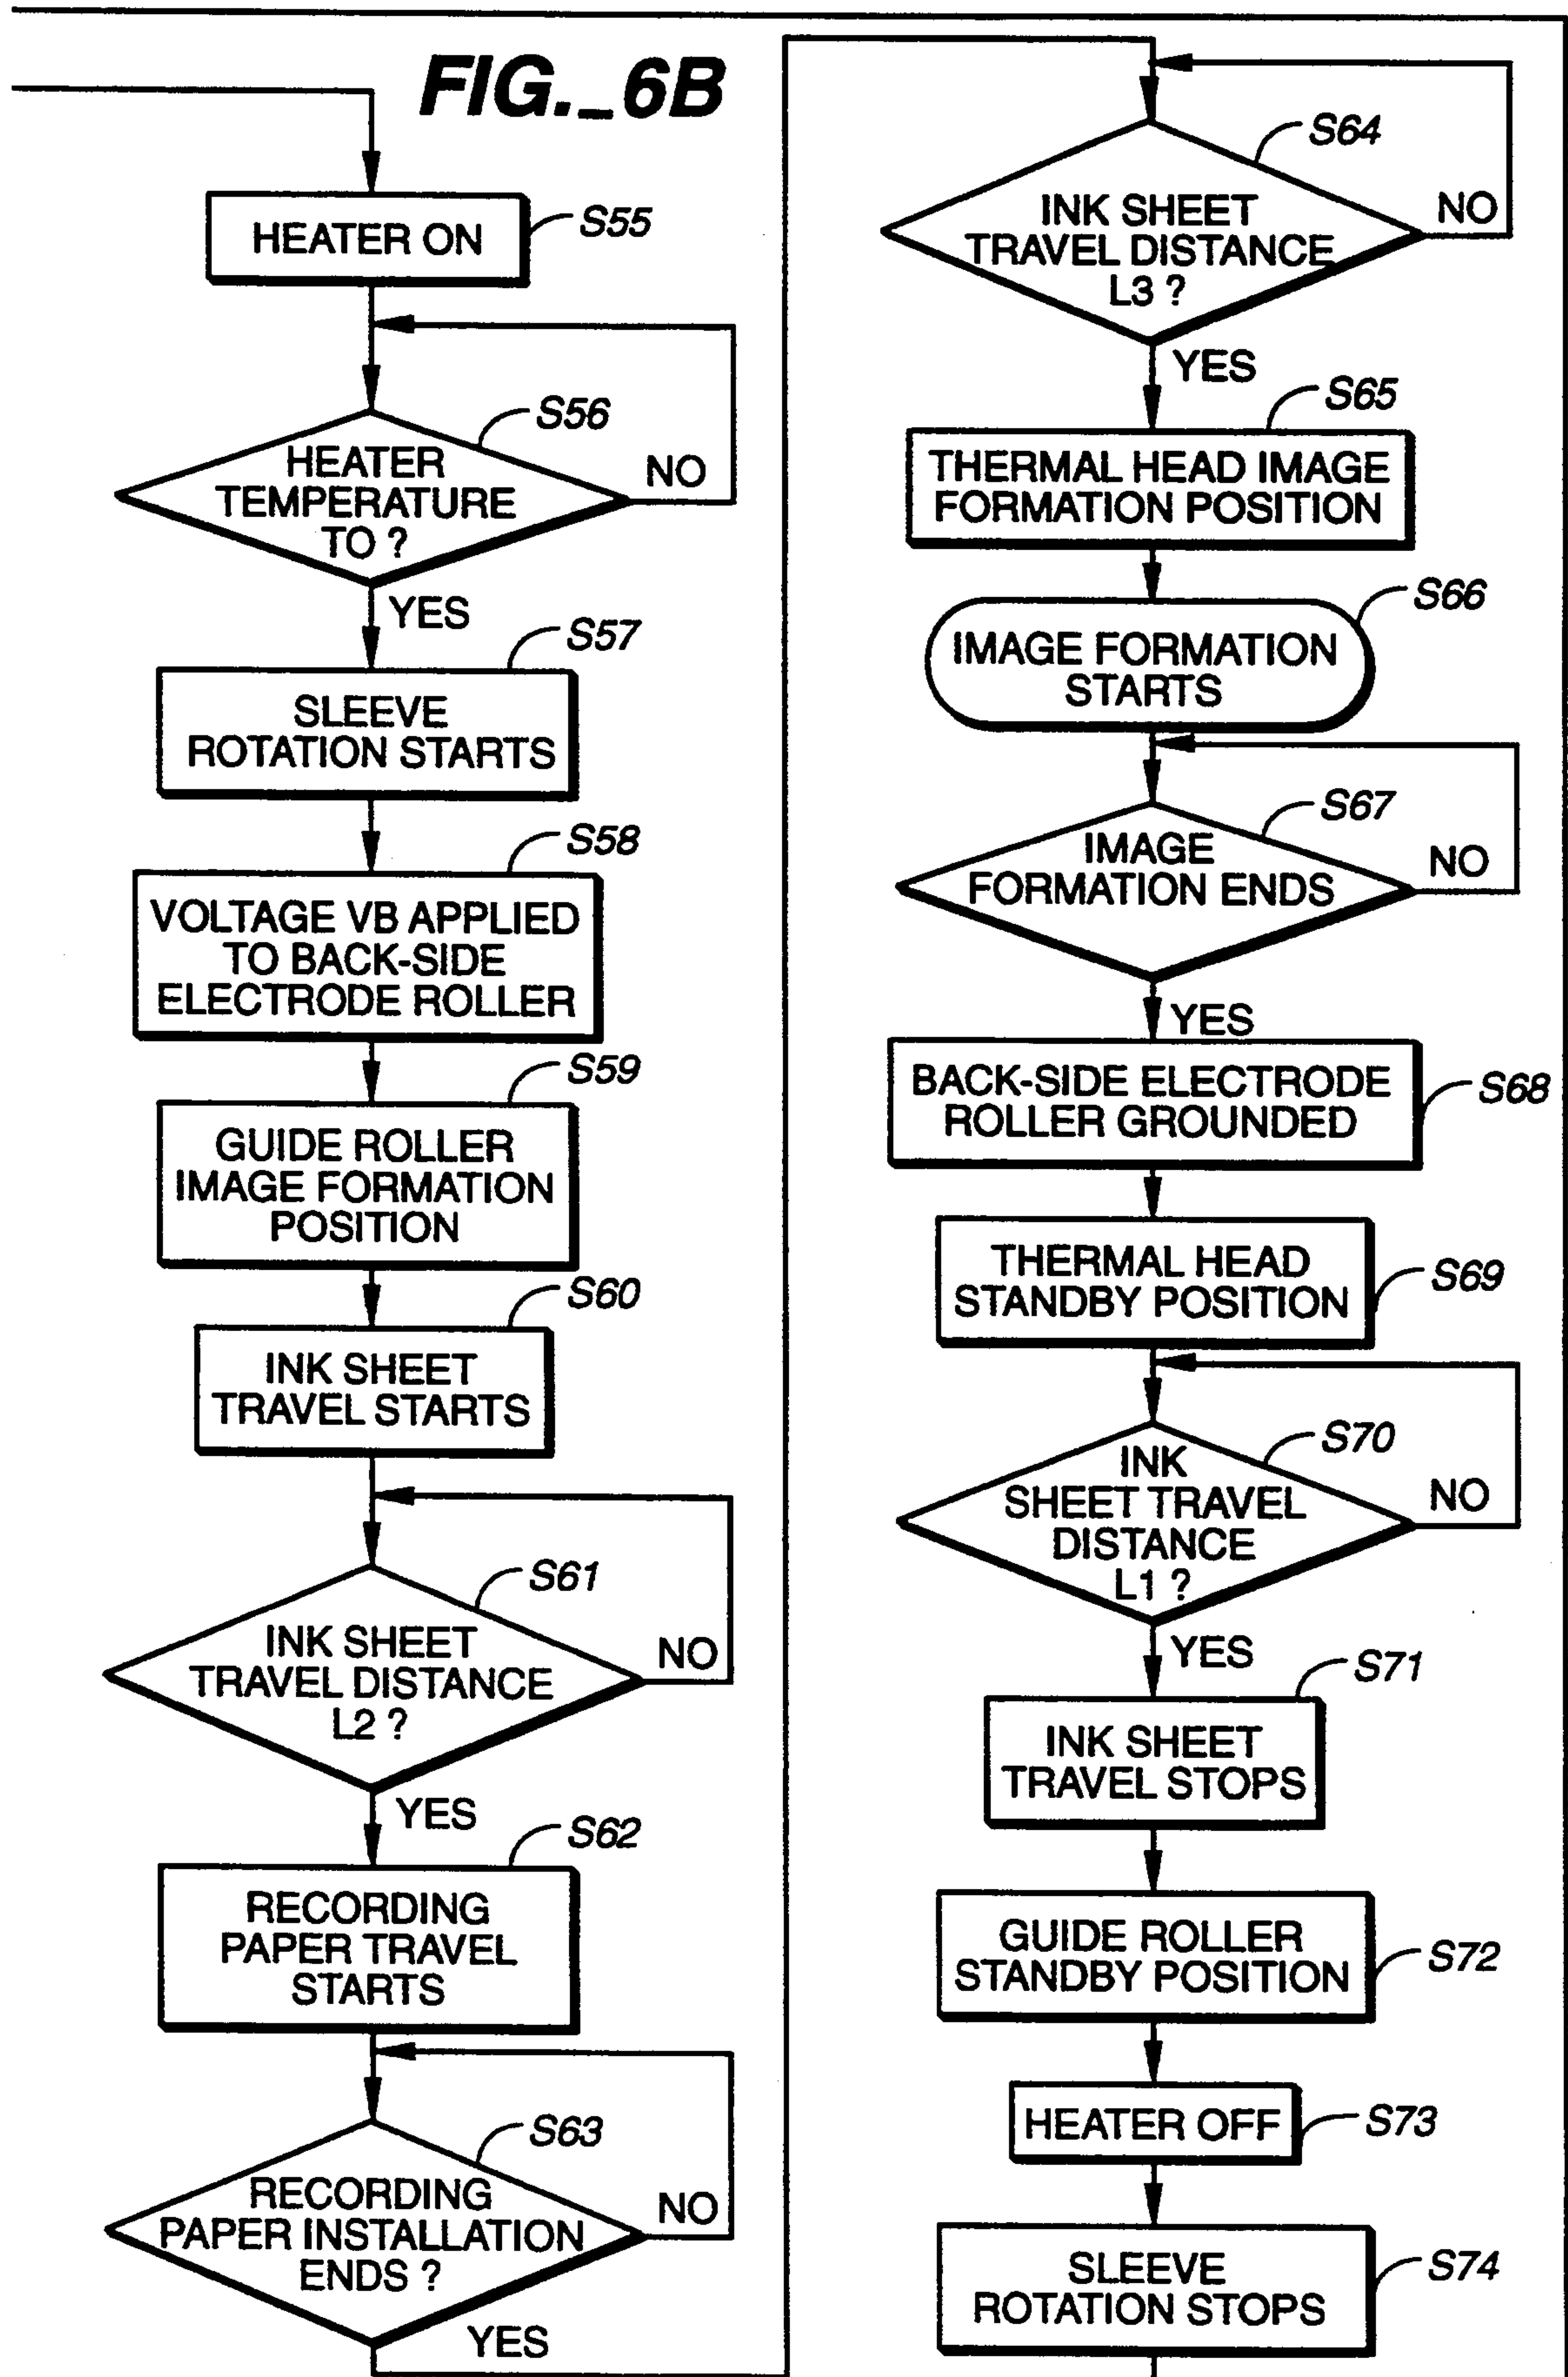 FIG._6B
HEATER ON
S55
S56
HEATER
TEMPERATURE
TO ?
NO
YES
S57
SLEEVE
ROTATION STARTS
S58
VOLTAGE VB APPLIED
TO BACK-SIDE
ELECTRODE ROLLER
S59
GUIDE ROLLER
IMAGE FORMATION
POSITION
S60
INK SHEET
TRAVEL STARTS
S61
INK SHEET
TRAVEL DISTANCE
L2 ?
NO
YES
S62
RECORDING
PAPER TRAVEL
STARTS
S63
RECORDING
PAPER INSTALLATION
ENDS ?
NO
YES
S64
INK SHEET
TRAVEL DISTANCE
L3 ?
NO
YES
S65
THERMAL HEAD IMAGE
FORMATION POSITION
S66
IMAGE FORMATION
STARTS
S67
IMAGE
FORMATION ENDS
NO
YES
BACK-SIDE ELECTRODE
ROLLER GROUNDED
S68
THERMAL HEAD
STANDBY POSITION
S69
S70
INK
SHEET TRAVEL
DISTANCE
L1 ?
NO
YES
S71
INK SHEET
TRAVEL STOPS
GUIDE ROLLER
STANDBY POSITION
S72
HEATER OFF
S73
SLEEVE
ROTATION STOPS
S74